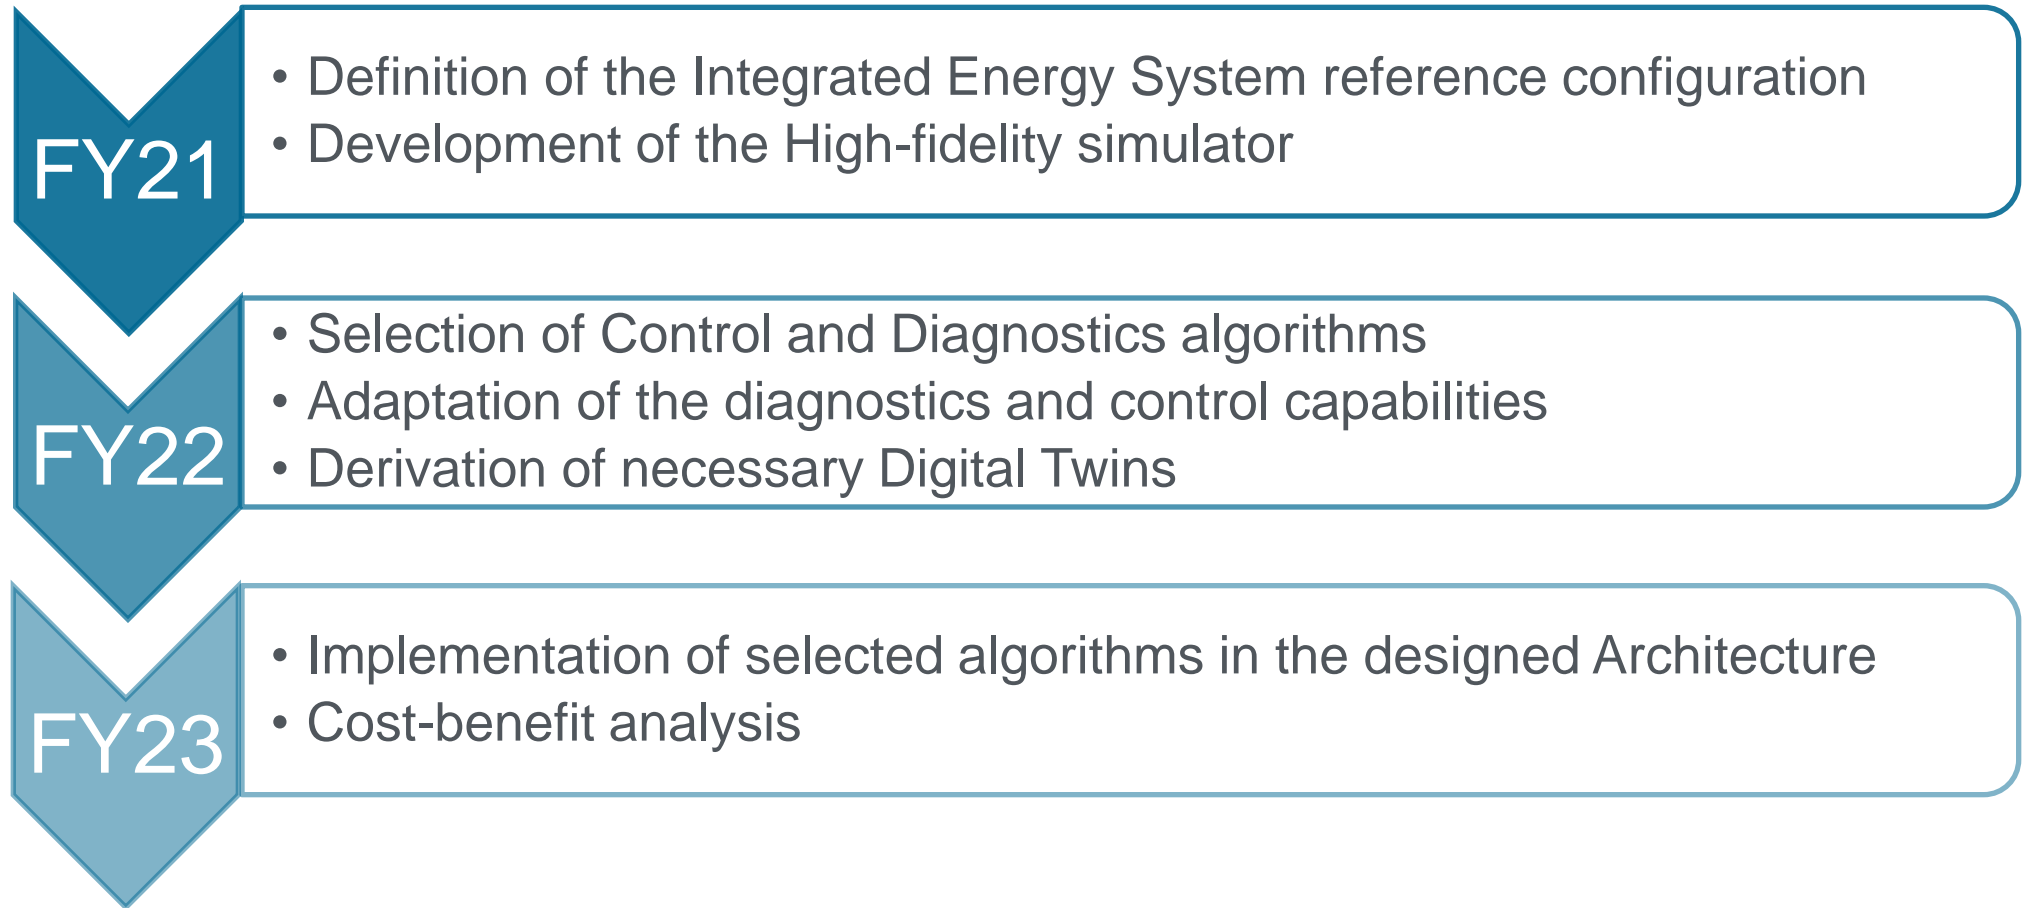 FY21
• Definition of the Integrated Energy System reference configuration
• Development of the High-fidelity simulator
FY22
• Selection of Control and Diagnostics algorithms
• Adaptation of the diagnostics and control capabilities
• Derivation of necessary Digital Twins
FY23
• Implementation of selected algorithms in the designed Architecture
• Cost-benefit analysis